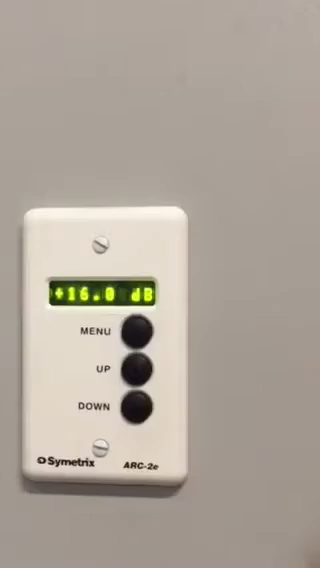 +16.0 dB
MENU
UP
DOWN
Symetrix ARC-2e